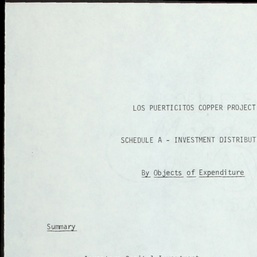 LOS PUERTICITOS COPPER PROJECT
SCHEDULE A - INVESTMENT DISTRIBUT
By Objects of Expenditure
Summary